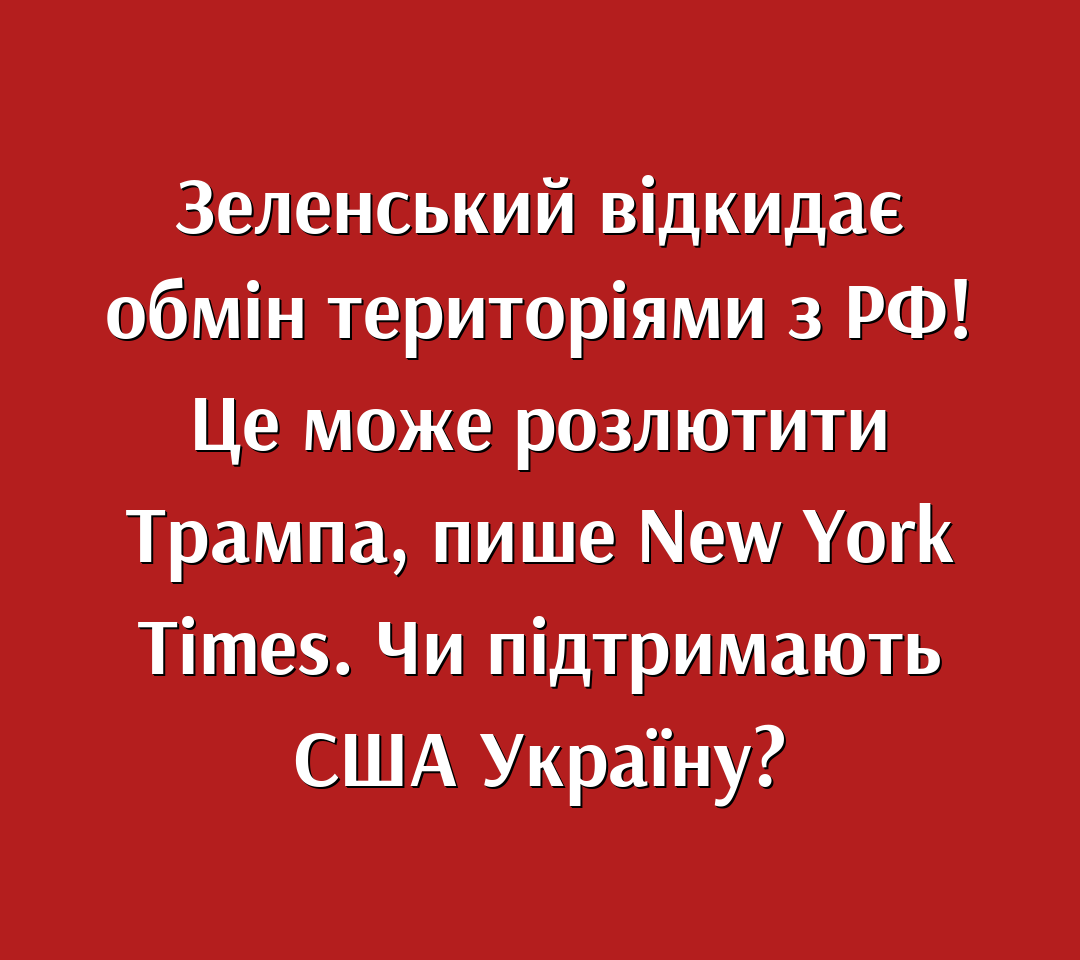 Зеленський відкидає
обмін територіями з РФ!
Це може розлютити
Трампа, пише New York
Times. Чи підтримають
США Україну?